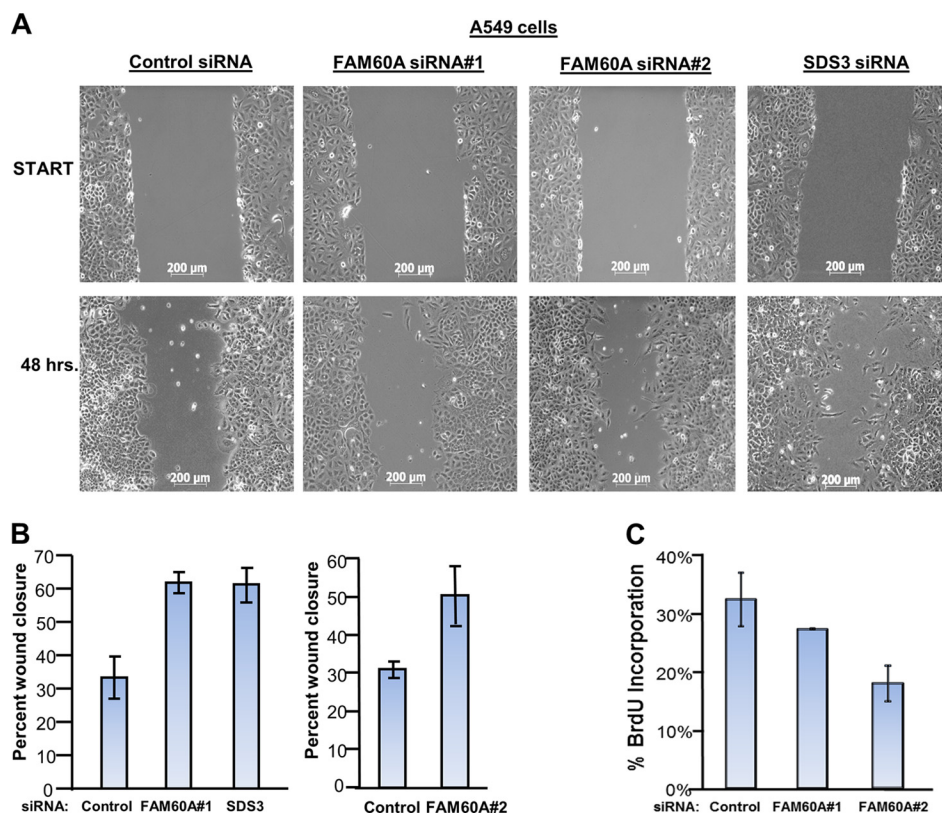 A
A549 cells
Control siRNA FAM60A siRNA#1 FAM60A siRNA#2 SDS3 siRNA
START
200 µm 200 µm 200 µm 200 µm
48 hrs.
200 µm 200 µm 200 µm 200 µm
B
Percent wound closure
70
60
50
40
30
20
10
0
siRNA: Control FAM60A#1 SDS3
Percent wound closure
60
50
40
30
20
10
0
Control FAM60A#2
C
% BrdU Incorporation
40%
30%
20%
10%
0%
siRNA: Control FAM60A#1 FAM60A#2